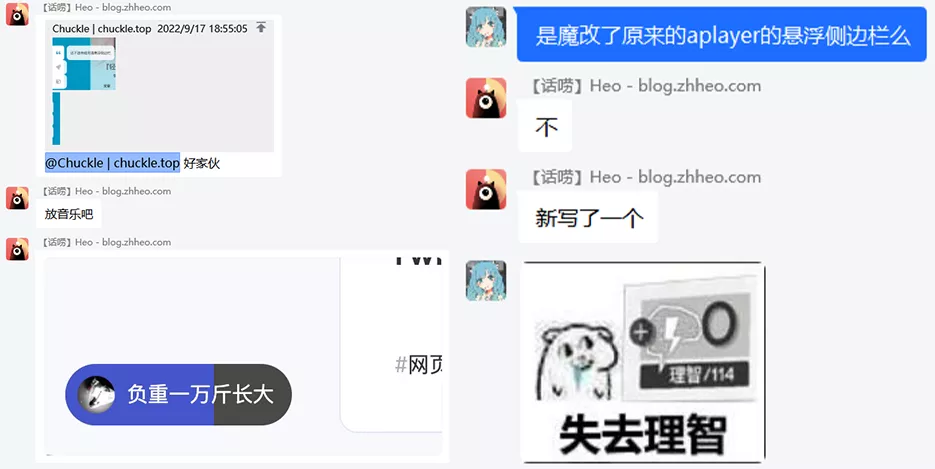 【话唠】Heo - blog.zhheo.com
Chuckle | chuckle.top 2022/9/17 18:55:05
@Chuckle | chuckle.top 好家伙
【话唠】Heo - blog.zhheo.com
放音乐吧
【话唠】Heo - blog.zhheo.com
#网页
负重一万斤长大
是魔改了原来的aplayer的悬浮侧边栏么
【话唠】Heo - blog.zhheo.com
不
【话唠】Heo - blog.zhheo.com
新写了一个
0
理智/114
失去理智